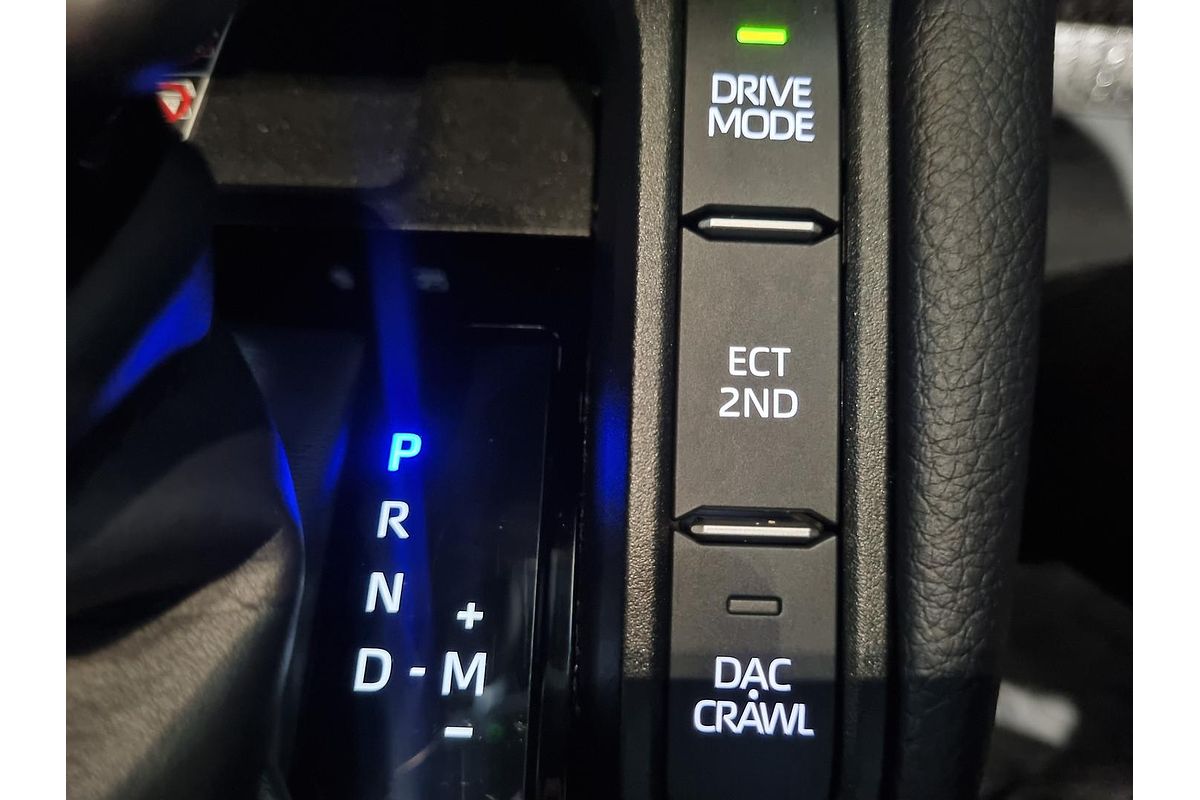 DRIVE
MODE
ECT
2ND
DAC
CRAWL
P
R
N
D - M
+
−